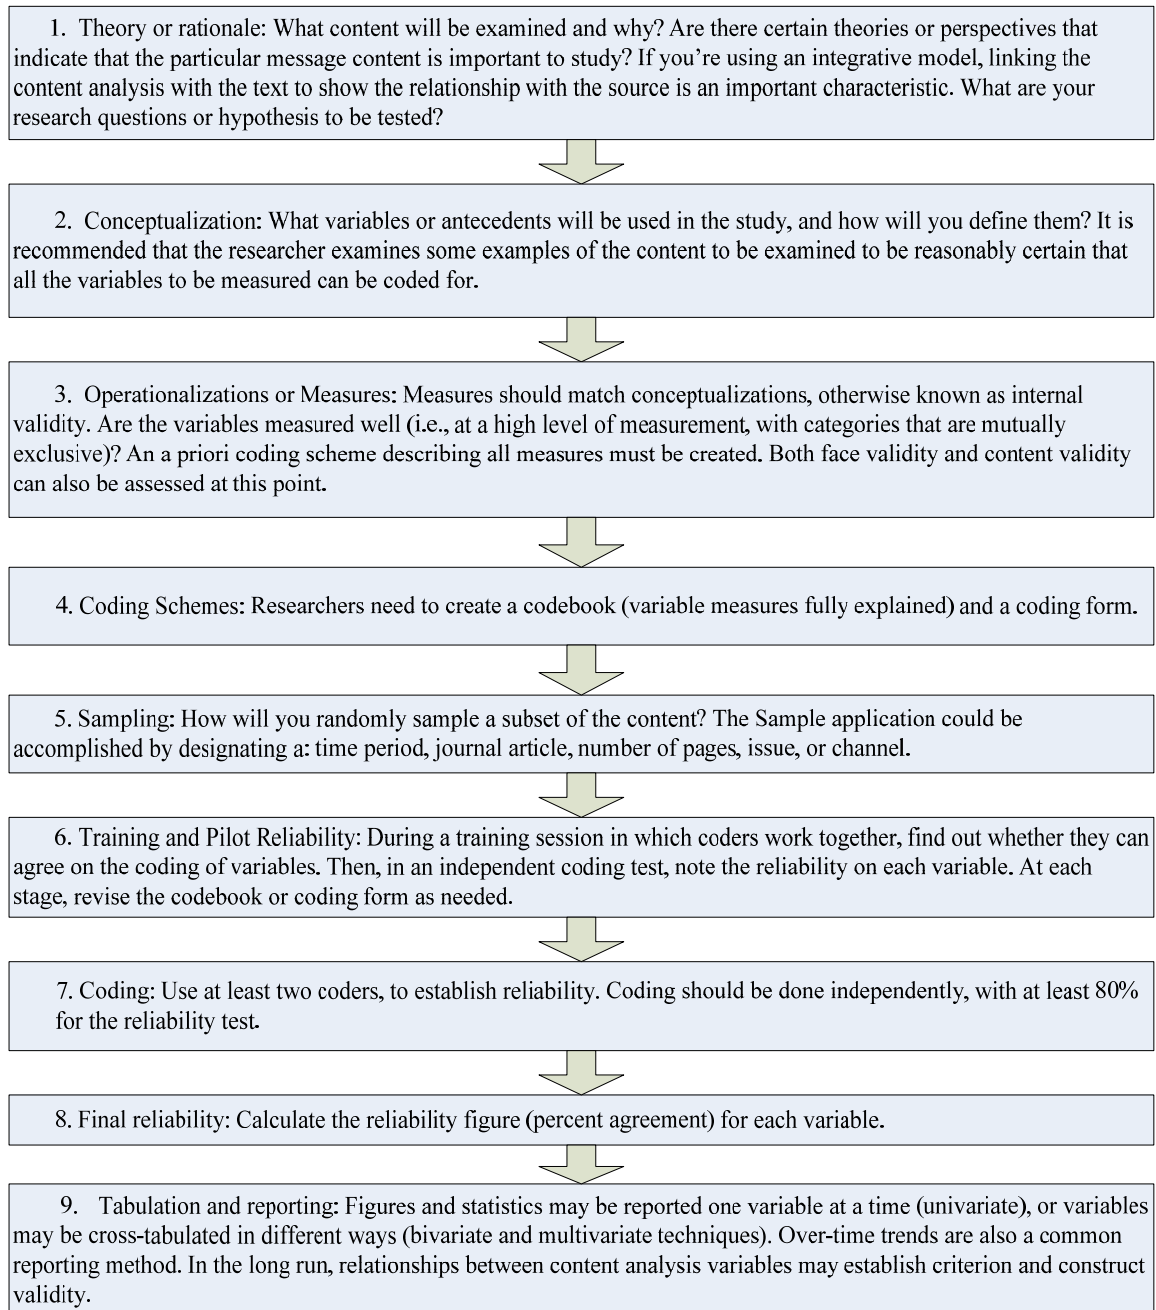 1. Theory or rationale: What content will be examined and why? Are there certain theories or perspectives that
indicate that the particular message content is important to study? If you're using an integrative model, linking the
content analysis with the text to show the relationship with the source is an important characteristic. What are your
research questions or hypothesis to be tested?
2. Conceptualization: What variables or antecedents will be used in the study, and how will you define them? It is
recommended that the researcher examines some examples of the content to be examined to be reasonably certain that
all the variables to be measured can be coded for.
3. Operationalizations or Measures: Measures should match conceptualizations, otherwise known as internal
validity. Are the variables measured well (i.e., at a high level of measurement, with categories that are mutually
exclusive)? An a priori coding scheme describing all measures must be created. Both face validity and content validity
can also be assessed at this point.
4. Coding Schemes: Researchers need to create a codebook (variable measures fully explained) and a coding form.
5. Sampling: How will you randomly sample a subset of the content? The Sample application could be
accomplished by designating a: time period, journal article, number of pages, issue, or channel.
6. Training and Pilot Reliability: During a training session in which coders work together, find out whether they can
agree on the coding of variables. Then, in an independent coding test, note the reliability on each variable. At each
stage, revise the codebook or coding form as needed.
7. Coding: Use at least two coders, to establish reliability. Coding should be done independently, with at least 80%
for the reliability test.
8. Final reliability: Calculate the reliability figure (percent agreement) for each variable.
9. Tabulation and reporting: Figures and statistics may be reported one variable at a time (univariate), or variables
may be cross-tabulated in different ways (bivariate and multivariate techniques). Over-time trends are also a common
reporting method. In the long run, relationships between content analysis variables may establish criterion and construct
validity.